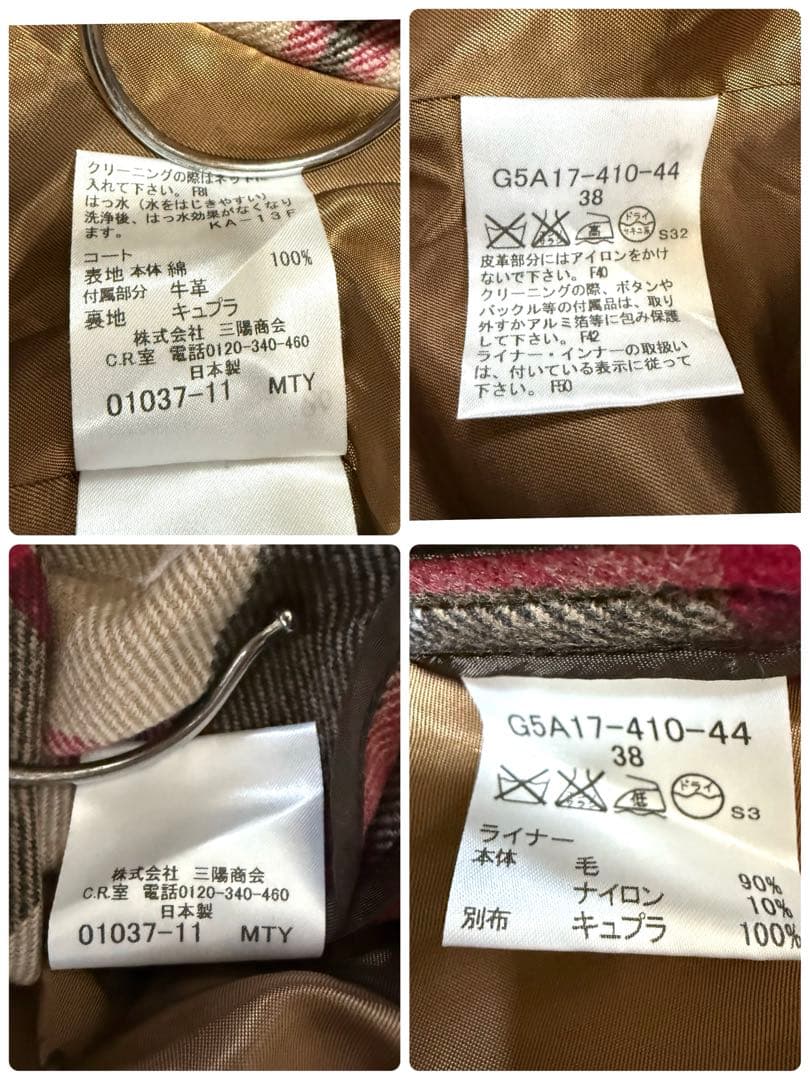 クリーニングの際はネットに
入れて下さい。F81
はっ水（水をはじきやすい）
洗浄後、はっ水効果がなくなり
ます。 KA-13F
コート
表地 本体 綿 100%
付属部分 牛革
裏地 キュプラ
株式会社 三陽商会
C.R.室 電話0120-340-460
日本製
01037-11 MTY
G5A17-410-44
38
高 ドライ
S32
皮革部分にはアイロンをかけ
ないで下さい。F40
クリーニングの際、ボタンや
バックル等の付属品は、取り
外すかアルミ箔等に包み保護
して下さい。F42
ライナー・インナーの取扱い
は、付いている表示に従って
下さい。F50
株式会社 三陽商会
C.R.室 電話0120-340-460
日本製
01037-11 MTY
G5A17-410-44
38
低 ドライ
S3
ライナー
本体 毛 90%
ナイロン 10%
別布 キュプラ 100%